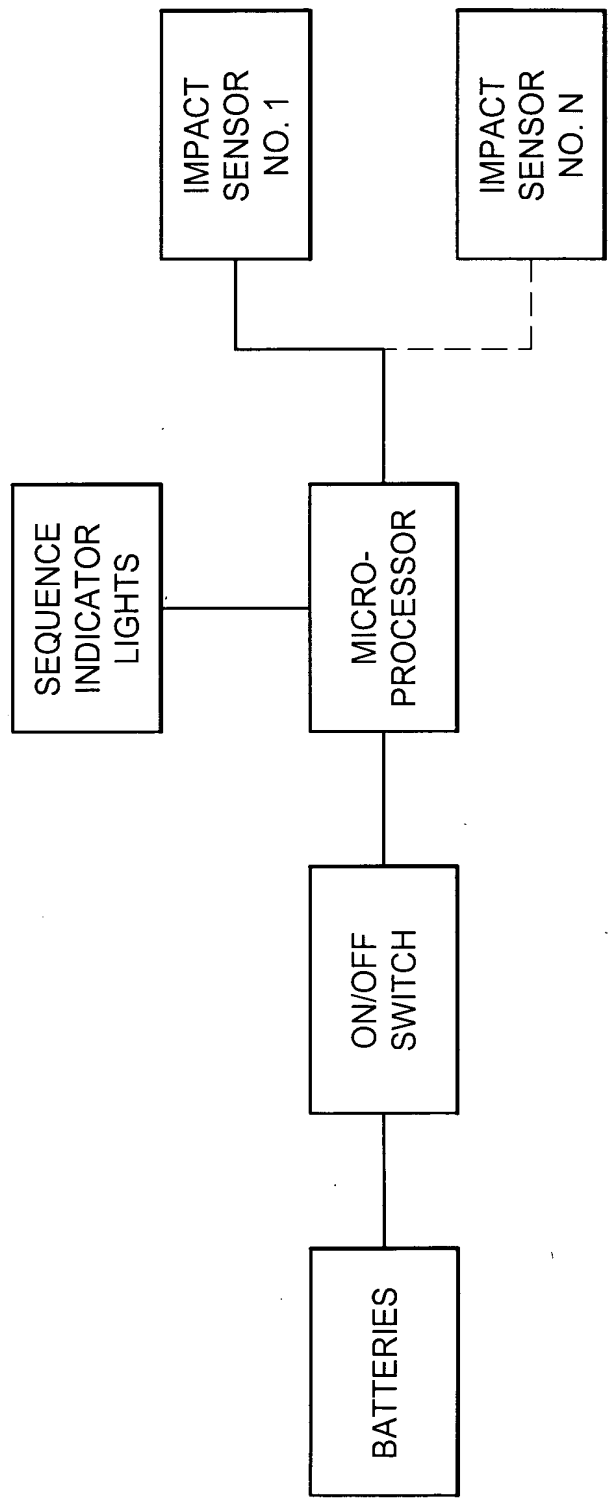 BATTERIES
ON/OFF
SWITCH
SEQUENCE
INDICATOR
LIGHTS
MICRO-
PROCESSOR
IMPACT
SENSOR
NO. 1
IMPACT
SENSOR
NO. N